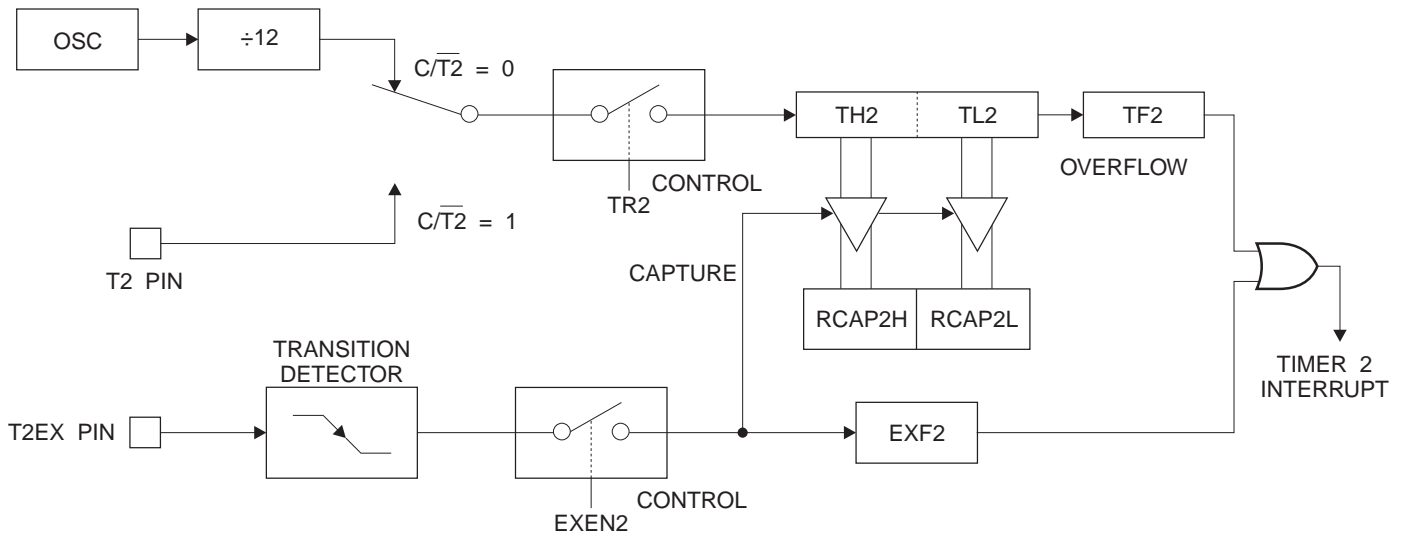 OSC
÷12
C/T2̅ = 0
TH2
TL2
TF2
OVERFLOW
CONTROL
TR2
C/T2̅ = 1
T2 PIN
CAPTURE
RCAP2H
RCAP2L
TRANSITION
DETECTOR
TIMER 2
INTERRUPT
T2EX PIN
EXF2
CONTROL
EXEN2